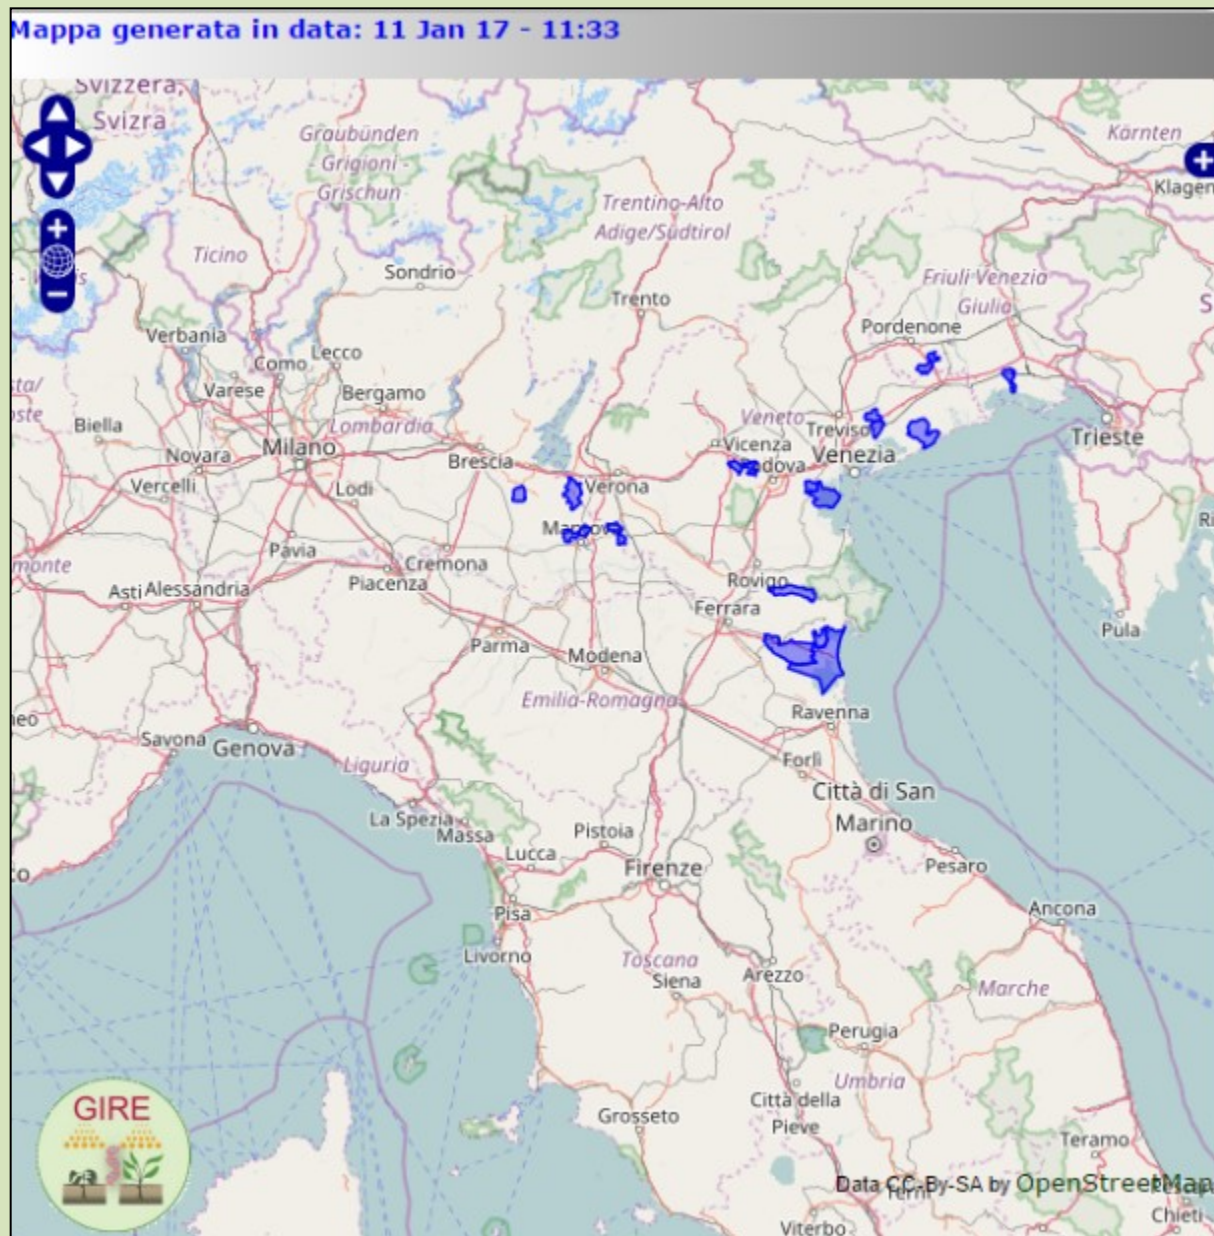 Mappa generata in data: 11 Jan 17 - 11:33
Svizzera,
Svizra
Graubünden
- Grigioni -
Grischun
Kärnten
Klagen
Trentino-Alto
Adige/Südtirol
Ticino
Sondrio
Friuli Venezia
Giulia
Trento
Pordenone
Verbania
Como
Lecco
Varese
Bergamo
Lombardia
Biella
Milano
Novara
Brescia
Veneto
Treviso
Vicenza
dova
Venezia
Trieste
Vercelli
Lodi
Verona
Pavia
Cremona
Piacenza
monte
Asti
Alessandria
Rovigo
Ferrara
Pula
Parma
Modena
Emilia-Romagna
Ravenna
Savona
Genova
Liguria
Forlì
Città di San
Marino
La Spezia
Massa
Pistoia
Lucca
Firenze
Pesaro
Pisa
Ancona
Livorno
Toscana
Siena
Arezzo
Marche
Perugia
Umbria
Città della
Pieve
Grosseto
Teramo
GIRE
Data CC-By-SA by OpenStreetMap
Terni
Chieti
Viterbo